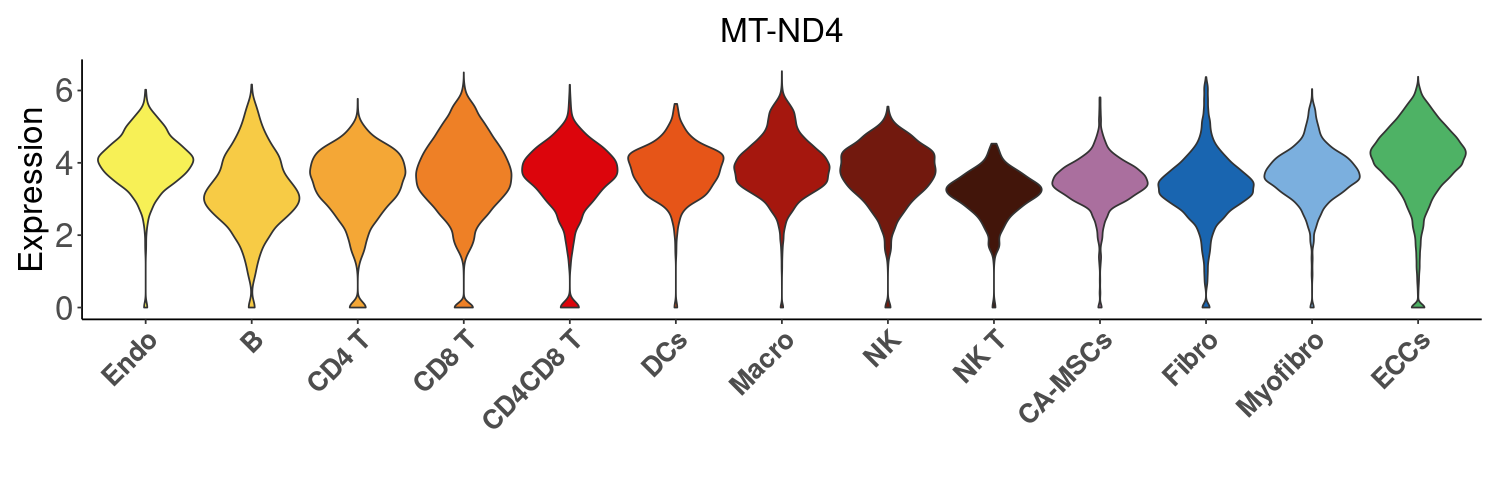 MT-ND4
Expression
6
4
2
0
Endo
B
CD4 T
CD8 T
CD4CD8 T
DCs
Macro
NK
NK T
CA-MSCs
Fibro
Myofibro
ECCs